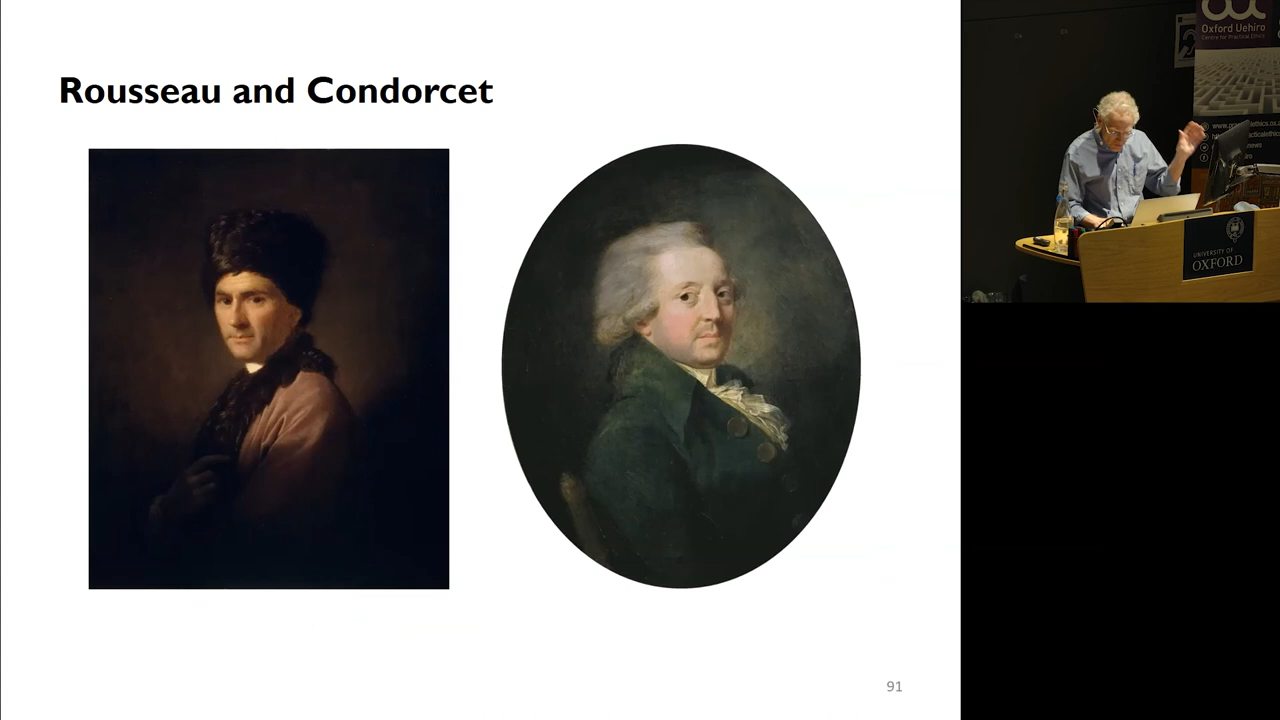 Rousseau and Condorcet
91
Oxford Uehiro
Centre for Practical Ethics
UNIVERSITY OF
OXFORD